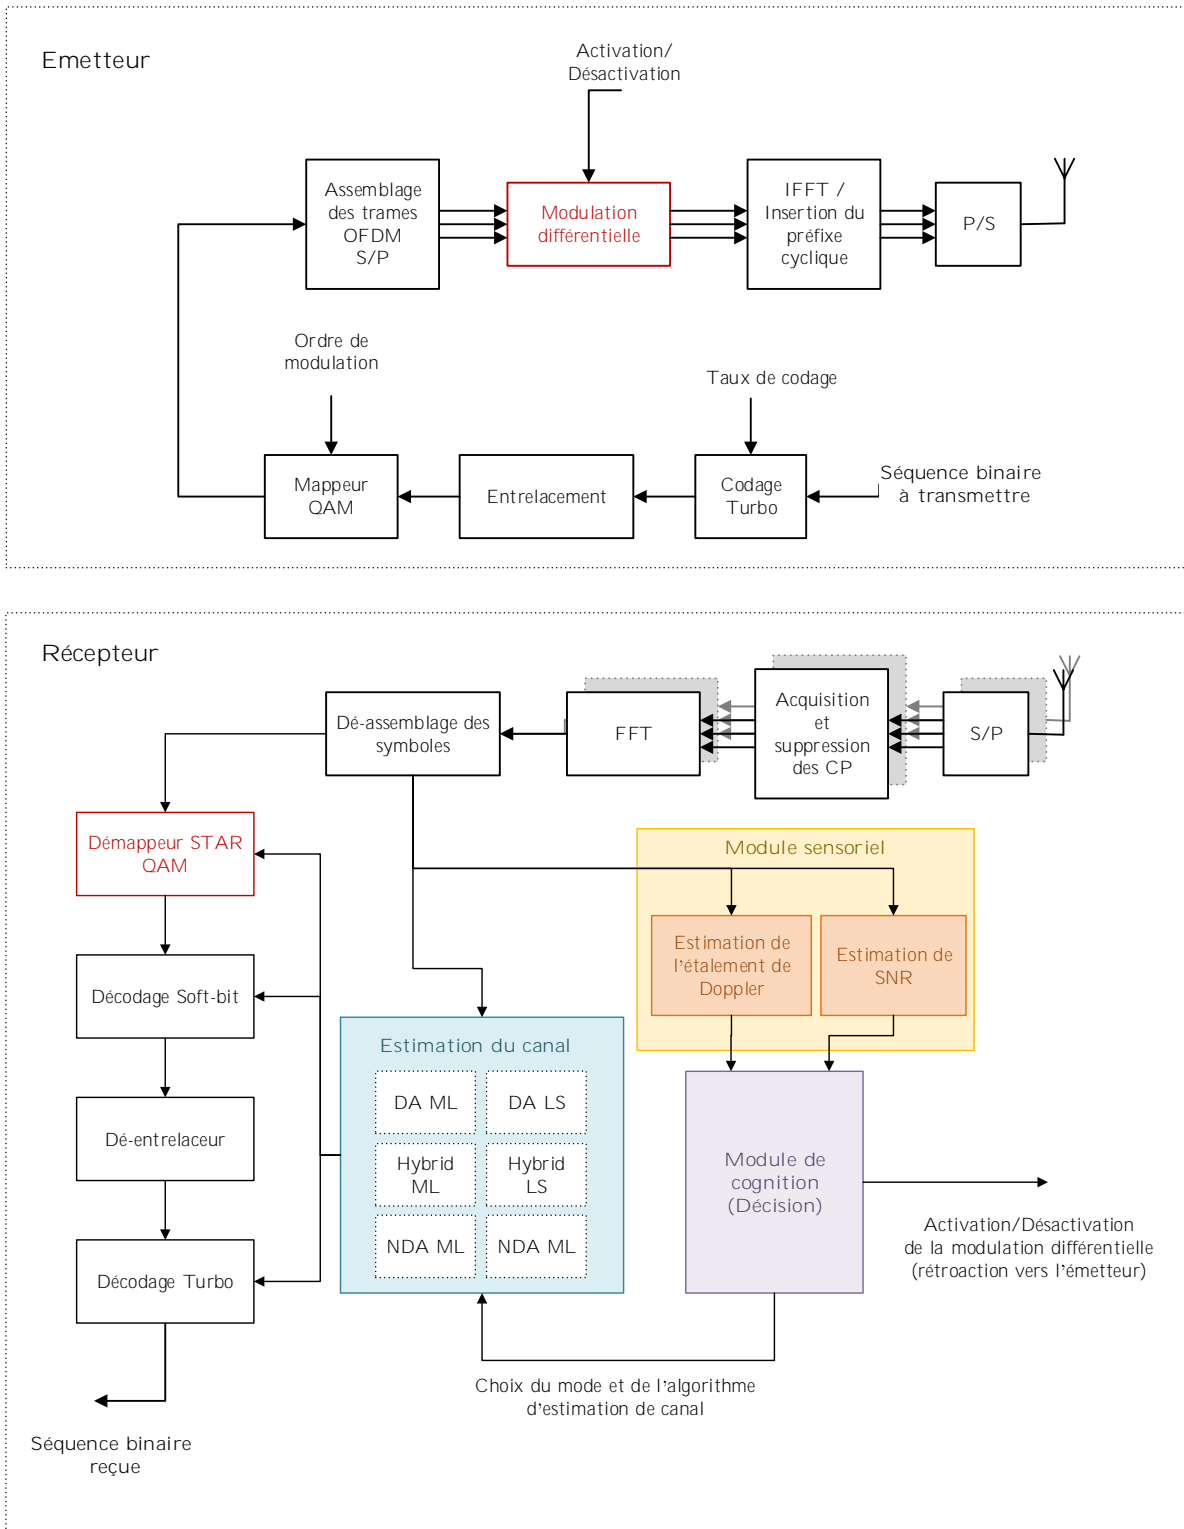 Emetteur
Activation/
Désactivation
Assemblage
des trames
OFDM
S/P
Modulation
différentielle
IFFT /
Insertion du
préfixe
cyclique
P/S
Ordre de
modulation
Taux de codage
Mappeur
QAM
Entrelacement
Codage
Turbo
Séquence binaire
à transmettre
Récepteur
Dé-assemblage des
symboles
FFT
Acquisition
et
suppression
des CP
S/P
Démappeur STAR
QAM
Module sensoriel
Estimation de
l'étalement de
Doppler
Estimation de
SNR
Décodage Soft-bit
Estimation du canal
DA ML
DA LS
Hybrid
ML
Hybrid
LS
NDA ML
NDA ML
Dé-entrelaceur
Module de
cognition
(Décision)
Activation/Désactivation
de la modulation différentielle
(rétroaction vers l'émetteur)
Décodage Turbo
Choix du mode et de l'algorithme
d'estimation de canal
Séquence binaire
reçue